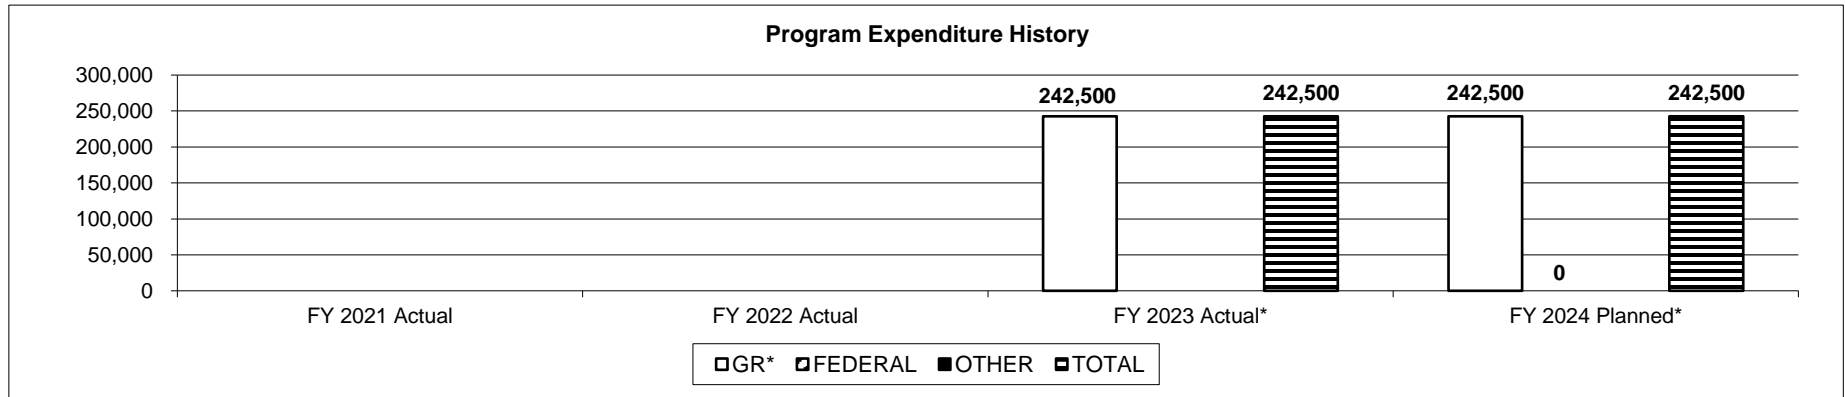 Program Expenditure History
300,000
250,000
200,000
150,000
100,000
50,000
0
242,500
242,500
242,500
0
242,500
FY 2021 Actual
FY 2022 Actual
FY 2023 Actual*
FY 2024 Planned*
GR* FEDERAL OTHER TOTAL